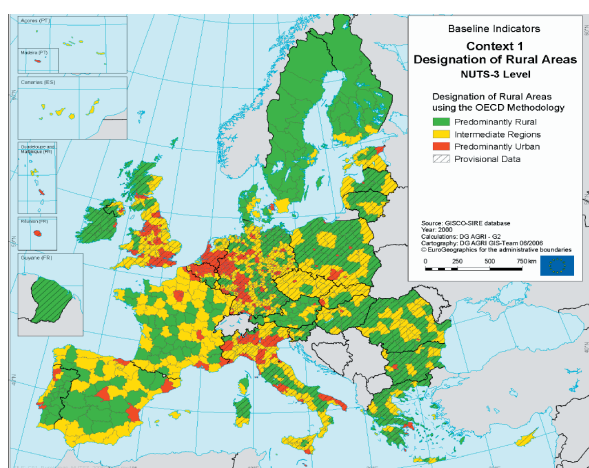 Açores (PT)
Madeira (PT)
Canarias (ES)
Guadeloupe and
Martinique (FR)
Réunion (FR)
Guyane (FR)
Baseline Indicators
Context 1
Designation of Rural Areas
NUTS-3 Level
Designation of Rural Areas
using the OECD Methodology
Predominantly Rural
Intermediate Regions
Predominantly Urban
Provisional Data
Source: GISCO-SIRE database
Year: 2000
Calculations: DG AGRI - G2
Cartography: DG AGRI GIS-Team 06/2006
© EuroGeographics for the administrative boundaries
0 250 500 750 km